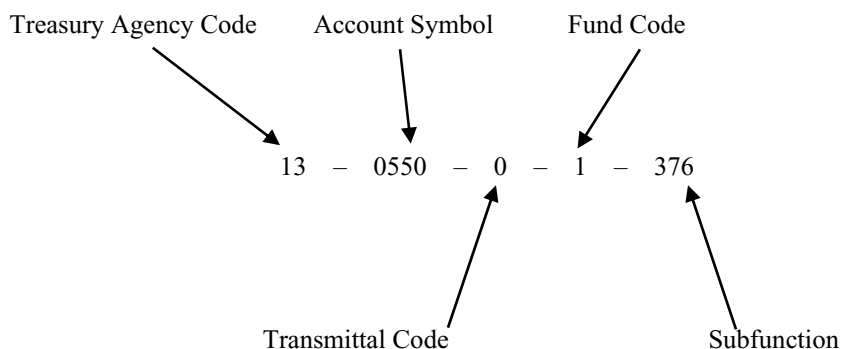 Treasury Agency Code Account Symbol Fund Code
13 – 0550 – 0 – 1 – 376
Transmittal Code Subfunction